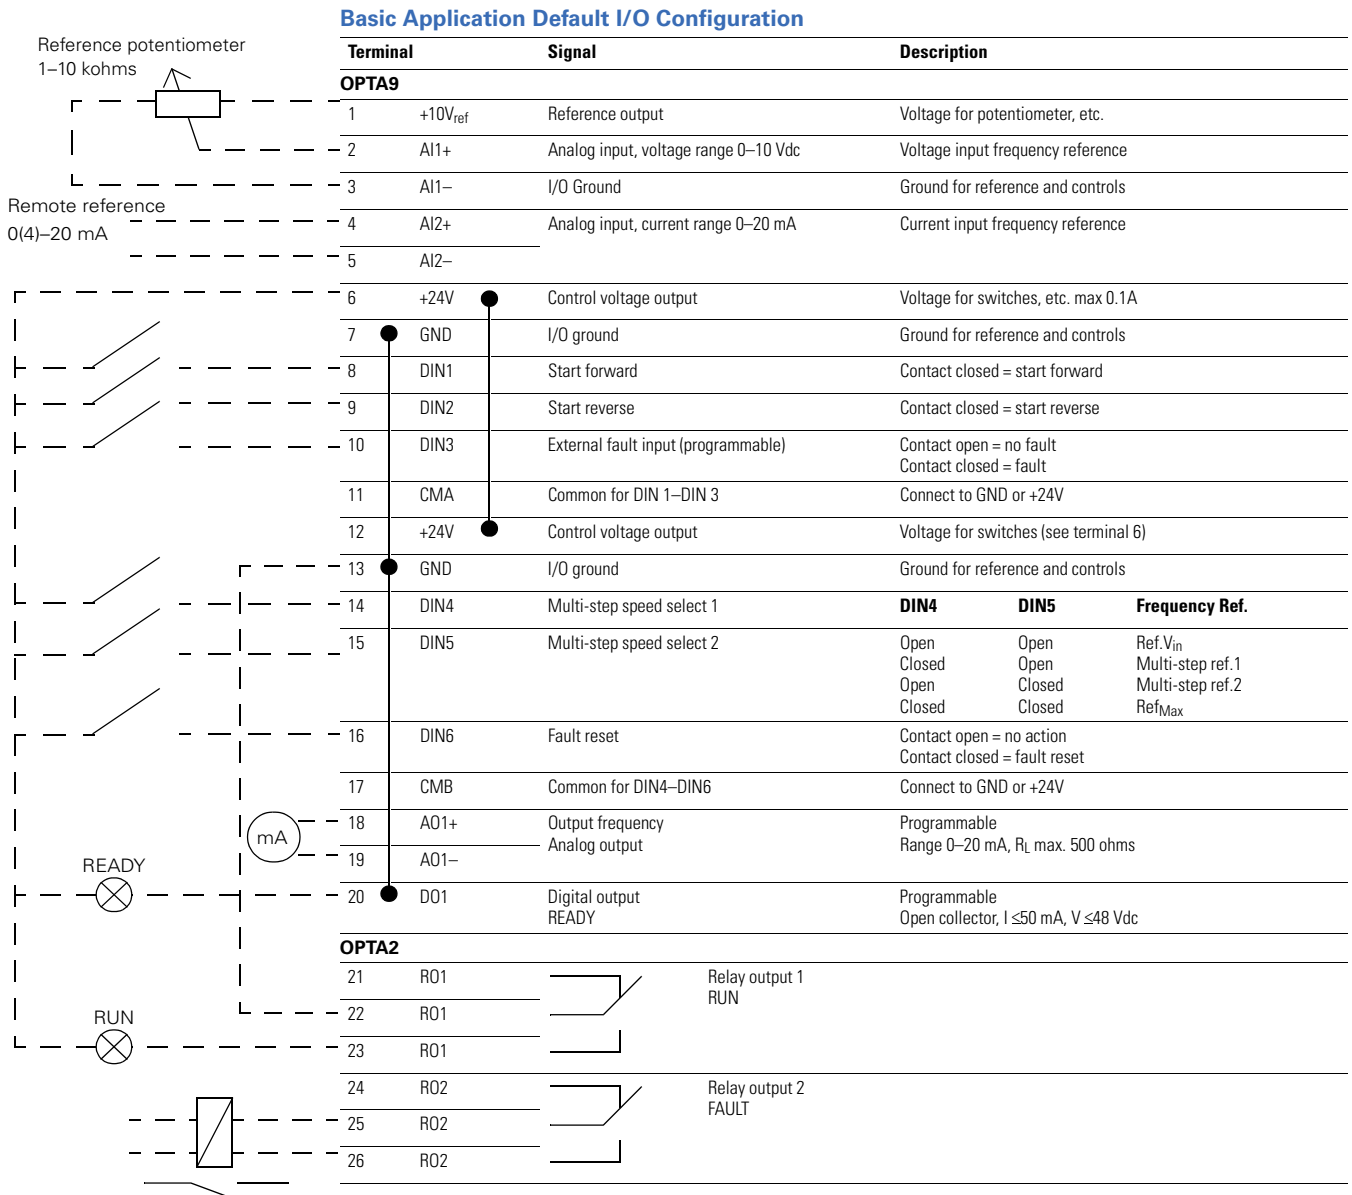 Basic Application Default I/O Configuration
Reference potentiometer
1–10 kohms
Terminal Signal Description
OPTA9
1 +10Vref Reference output Voltage for potentiometer, etc.
2 AI1+ Analog input, voltage range 0–10 Vdc Voltage input frequency reference
3 AI1– I/O Ground Ground for reference and controls
Remote reference
0(4)–20 mA
4 AI2+ Analog input, current range 0–20 mA Current input frequency reference
5 AI2–
6 +24V Control voltage output Voltage for switches, etc. max 0.1A
7 GND I/O ground Ground for reference and controls
8 DIN1 Start forward Contact closed = start forward
9 DIN2 Start reverse Contact closed = start reverse
10 DIN3 External fault input (programmable) Contact open = no fault
Contact closed = fault
11 CMA Common for DIN 1–DIN 3 Connect to GND or +24V
12 +24V Control voltage output Voltage for switches (see terminal 6)
13 GND I/O ground Ground for reference and controls
14 DIN4 Multi-step speed select 1 DIN4 DIN5 Frequency Ref.
15 DIN5 Multi-step speed select 2 Open Open Ref.Vin
Closed Open Multi-step ref.1
Open Closed Multi-step ref.2
Closed Closed RefMax
16 DIN6 Fault reset Contact open = no action
Contact closed = fault reset
17 CMB Common for DIN4–DIN6 Connect to GND or +24V
mA
18 AO1+ Output frequency Programmable
Analog output Range 0–20 mA, RL max. 500 ohms
19 AO1–
READY
20 DO1 Digital output Programmable
READY Open collector, I ≤50 mA, V ≤48 Vdc
OPTA2
21 RO1 Relay output 1
RUN
22 RO1
RUN
23 RO1
24 RO2 Relay output 2
FAULT
25 RO2
26 RO2